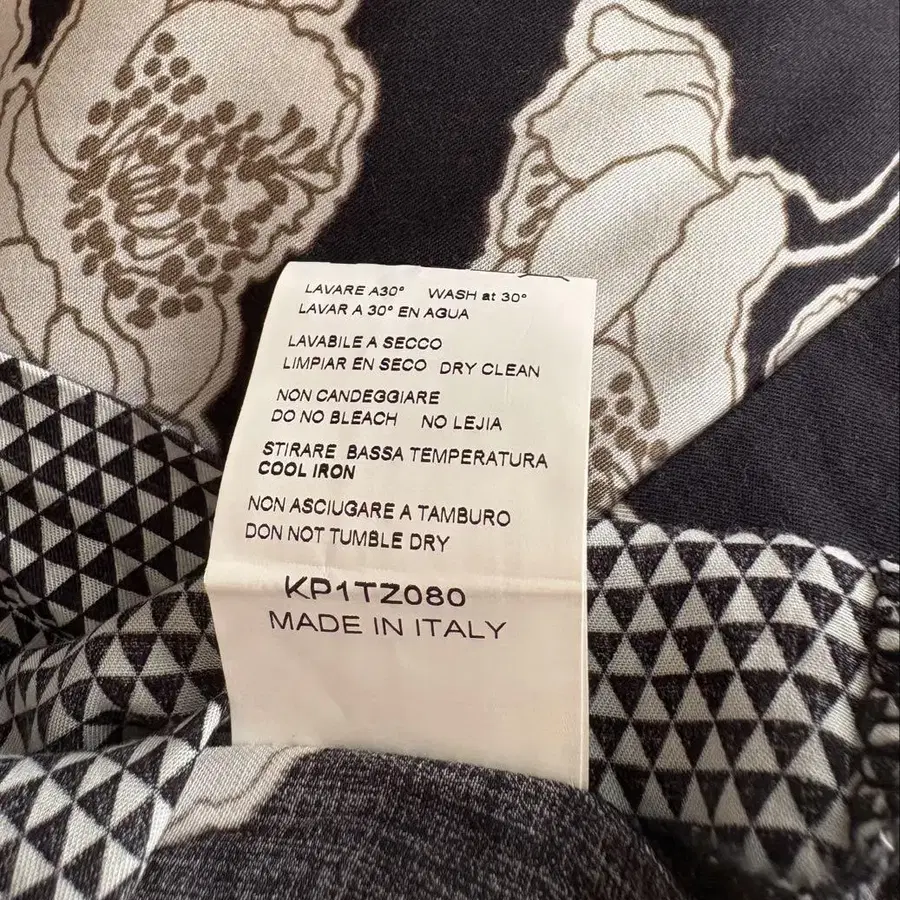 LAVARE A30° WASH at 30°
LAVAR A 30° EN AGUA
LAVABILE A SECCO
LIMPIAR EN SECO DRY CLEAN
NON CANDEGGIARE
DO NO BLEACH NO LEJIA
STIRARE BASSA TEMPERATURA
COOL IRON
NON ASCIUGARE A TAMBURO
DON NOT TUMBLE DRY
KP1TZ080
MADE IN ITALY